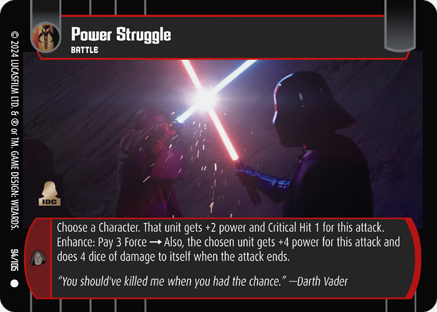 Power Struggle
BATTLE
© 2024 LUCASFILM LTD. & ® or TM. GAME DESIGN: WIZARDS.
94/105
IDC
Choose a Character. That unit gets +2 power and Critical Hit 1 for this attack.
Enhance: Pay 3 Force → Also, the chosen unit gets +4 power for this attack and
does 4 dice of damage to itself when the attack ends.
"You should've killed me when you had the chance." —Darth Vader